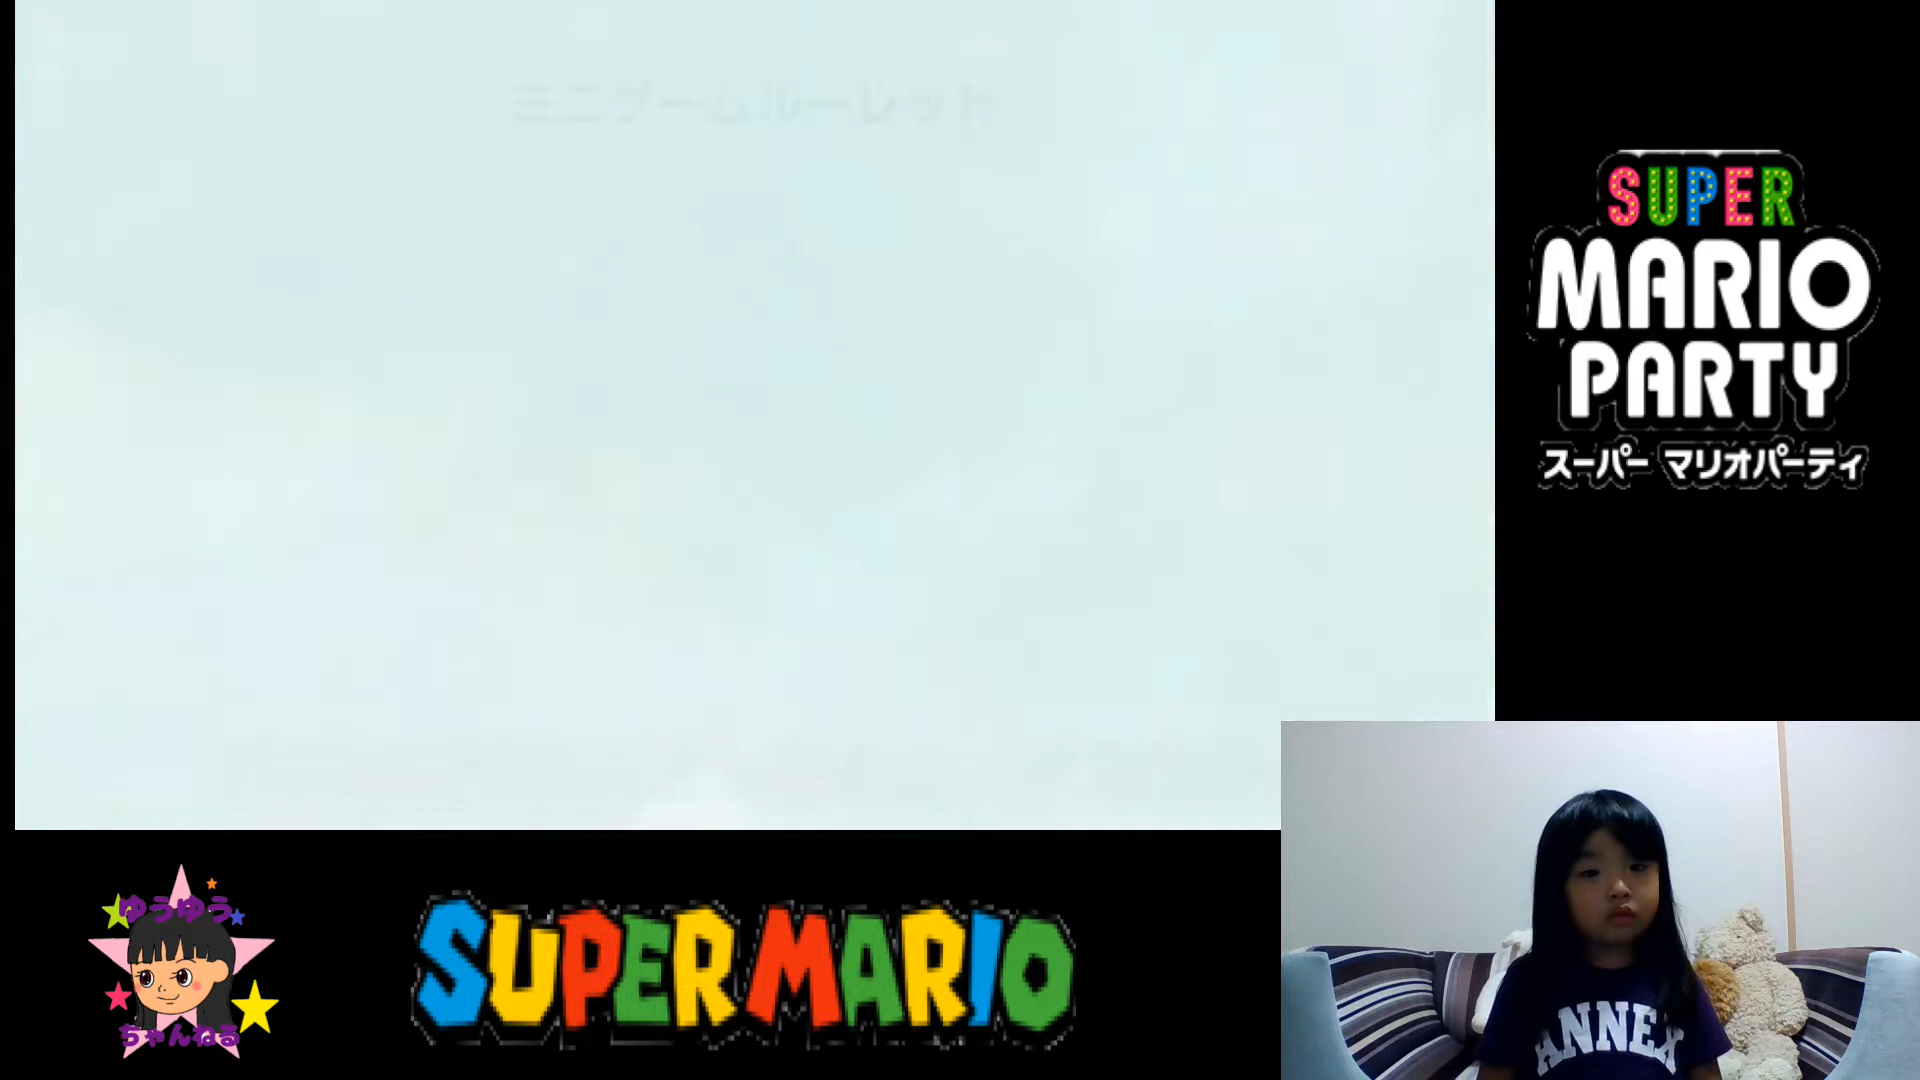 ミニゲームルーレット
SUPER
MARIO
PARTY
スーパー マリオパーティ
ゆうゆう
ちゃんねる
SUPER MARIO
ANNEX